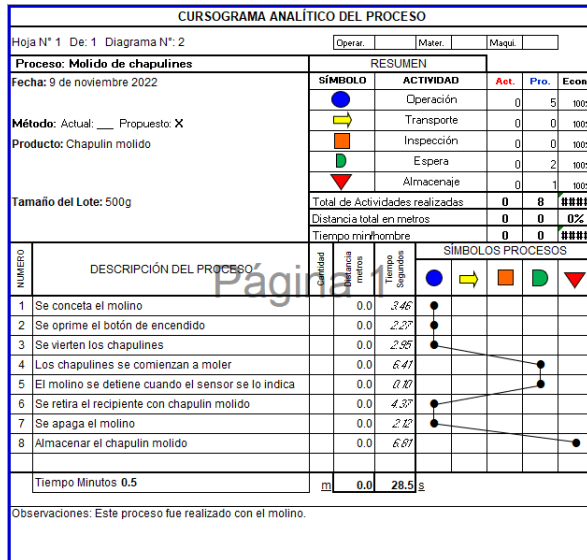 CURSOGRAMA ANALÍTICO DEL PROCESO
Hoja N° 1 De: 1 Diagrama N°: 2 Operar. Mater. Maqui.
Proceso: Molido de chapulines RESUMEN
Fecha: 9 de noviembre 2022 SÍMBOLO ACTIVIDAD Act. Pro. Econ
Operación 0 5 100%
Método: Actual: ___ Propuesto: X Transporte 0 0 100%
Producto: Chapulin molido Inspección 0 0 100%
Espera 0 2 100%
Almacenaje 0 1 100%
Tamaño del Lote: 500g Total de Actividades realizadas 0 8 ####
Distancia total en metros 0 0 0%
Tiempo min/hombre 0 0 ####
NUMERO DESCRIPCIÓN DEL PROCESO Cantidad Distancia metros Tiempo Segundos SÍMBOLOS PROCESOS
Página 1
1 Se conceta el molino 0.0 3.46
2 Se oprime el botón de encendido 0.0 2.27
3 Se vierten los chapulines 0.0 2.95
4 Los chapulines se comienzan a moler 0.0 6.41
5 El molino se detiene cuando el sensor se lo indica 0.0 0.10
6 Se retira el recipiente con chapulin molido 0.0 4.37
7 Se apaga el molino 0.0 2.12
8 Almacenar el chapulin molido 0.0 6.81
Tiempo Minutos 0.5 m 0.0 28.5 s
Observaciones: Este proceso fue realizado con el molino.